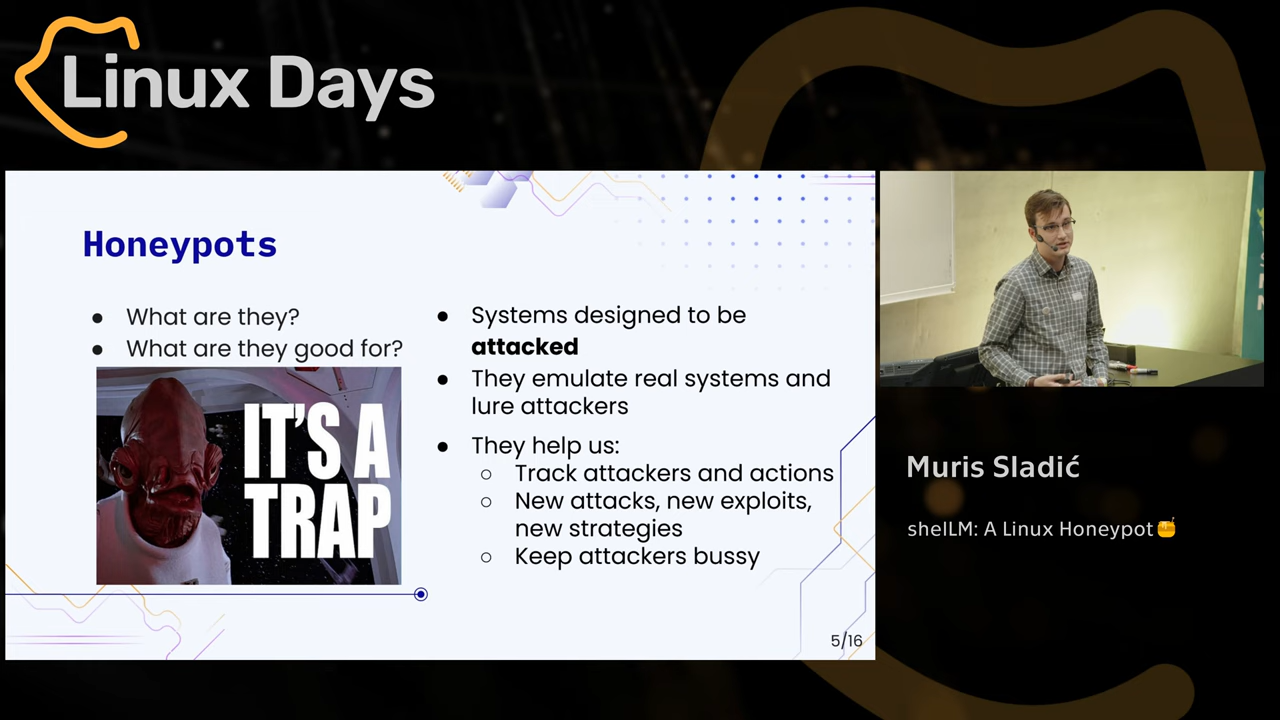 Linux Days
Honeypots
● What are they?
● What are they good for?
IT'S A
TRAP
● Systems designed to be
attacked
● They emulate real systems and
lure attackers
● They help us:
○ Track attackers and actions
○ New attacks, new exploits,
new strategies
○ Keep attackers bussy
5/16
Muris Sladić
shelLM: A Linux Honeypot🍯